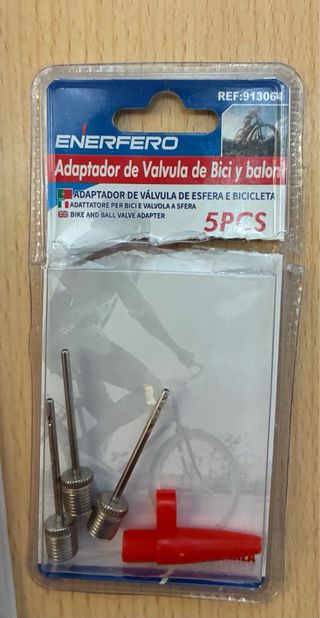 REF:913064
ENERFERO
Adaptador de Valvula de Bici y balon
ADAPTADOR DE VÁLVULA DE ESFERA E BICICLETA
ADATTATORE PER BICI E VALVOLA A SFERA
BIKE AND BALL VALVE ADAPTER
5PCS